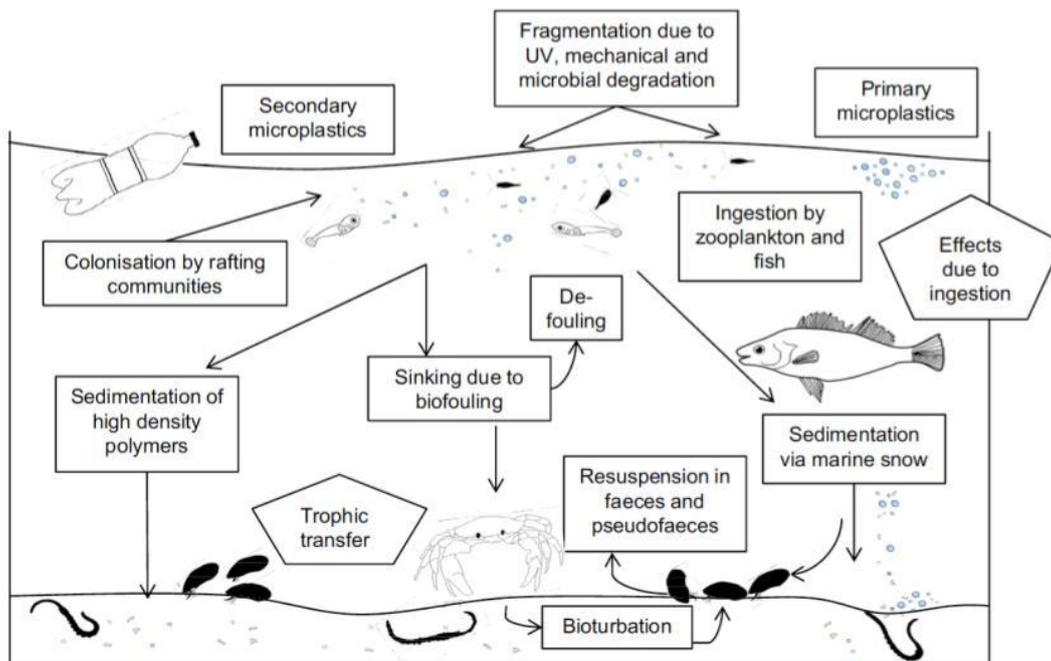 Fragmentation due to
UV, mechanical and
microbial degradation
Secondary
microplastics
Primary
microplastics
Colonisation by rafting
communities
Ingestion by
zooplankton and
fish
Effects
due to
ingestion
De-
fouling
Sedimentation of
high density
polymers
Sinking due to
biofouling
Sedimentation
via marine snow
Trophic
transfer
Resuspension in
faeces and
pseudofaeces
Bioturbation